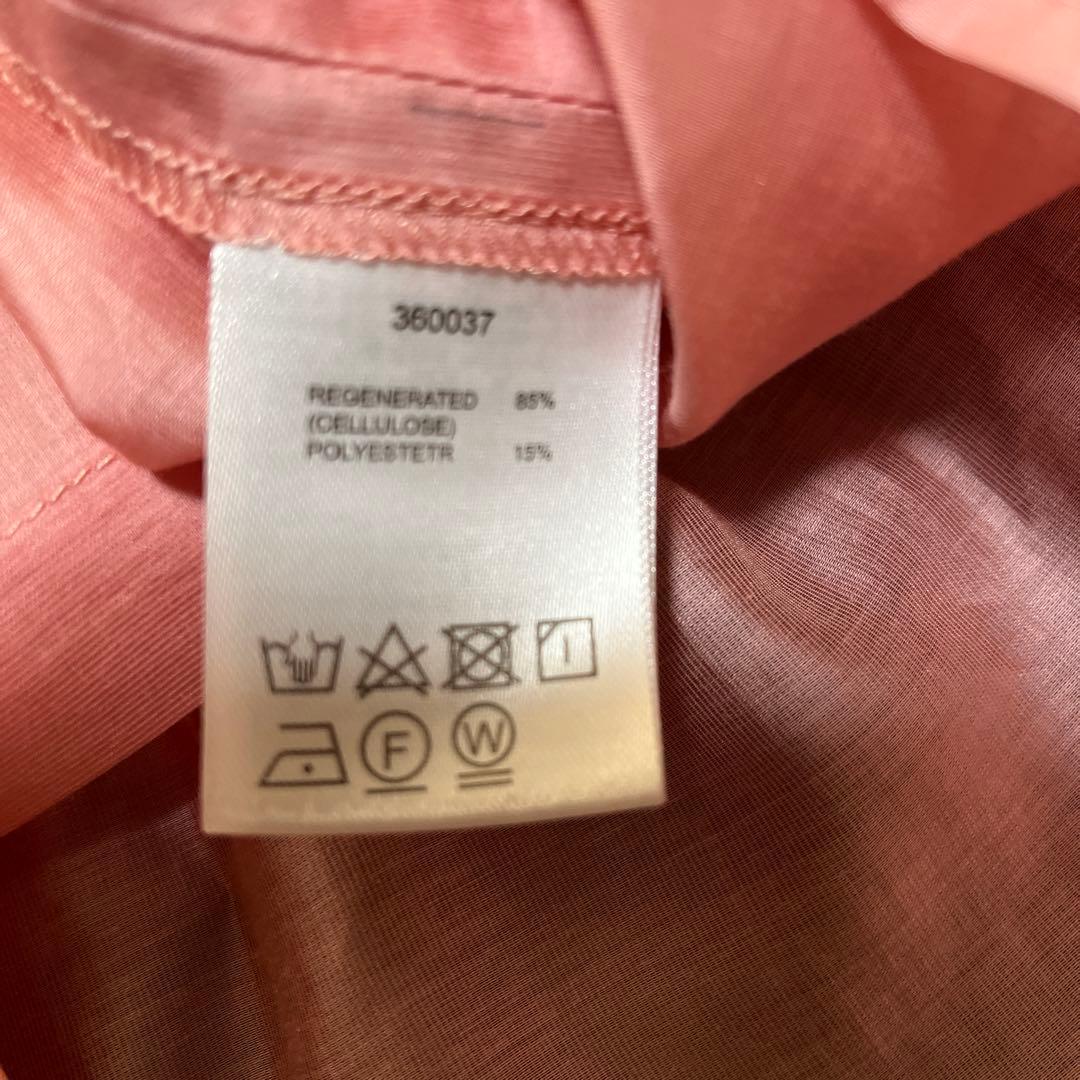 360037
REGENERATED 85%
(CELLULOSE)
POLYESTETR 15%
F W